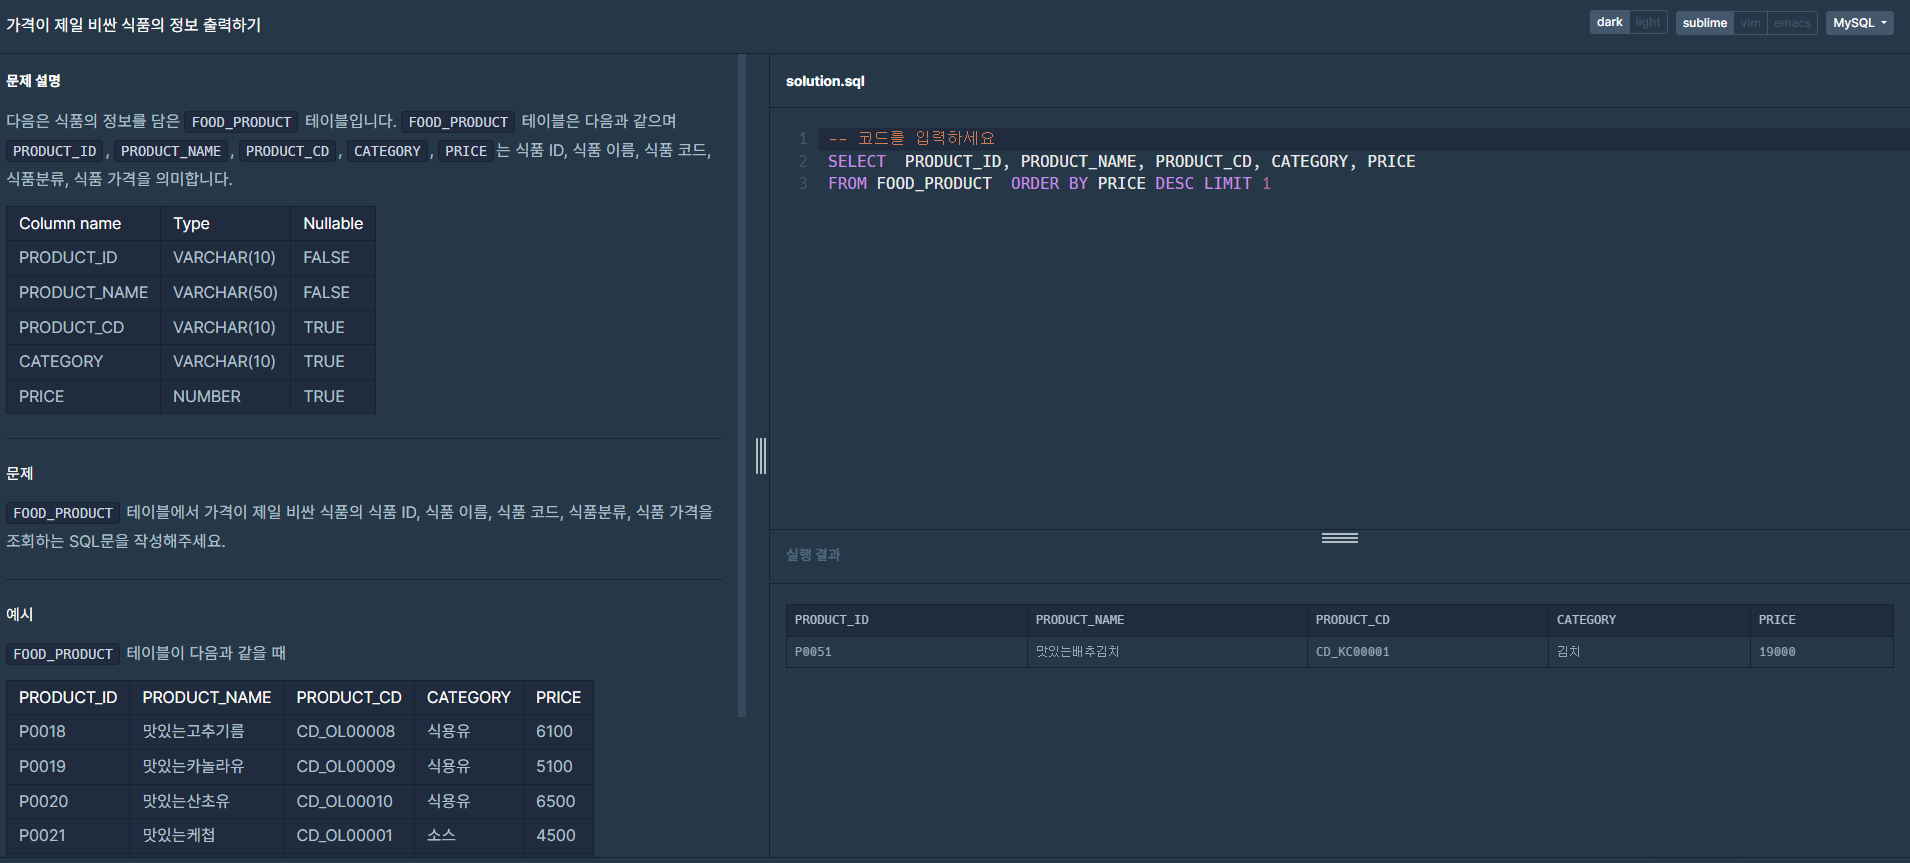 가격이 제일 비싼 식품의 정보 출력하기
dark light sublime vim emacs MySQL
문제 설명
다음은 식품의 정보를 담은 FOOD_PRODUCT 테이블입니다. FOOD_PRODUCT 테이블은 다음과 같으며
PRODUCT_ID, PRODUCT_NAME, PRODUCT_CD, CATEGORY, PRICE는 식품 ID, 식품 이름, 식품 코드,
식품분류, 식품 가격을 의미합니다.
Column name Type Nullable
PRODUCT_ID VARCHAR(10) FALSE
PRODUCT_NAME VARCHAR(50) FALSE
PRODUCT_CD VARCHAR(10) TRUE
CATEGORY VARCHAR(10) TRUE
PRICE NUMBER TRUE
문제
FOOD_PRODUCT 테이블에서 가격이 제일 비싼 식품의 식품 ID, 식품 이름, 식품 코드, 식품분류, 식품 가격을
조회하는 SQL문을 작성해주세요.
예시
FOOD_PRODUCT 테이블이 다음과 같을 때
PRODUCT_ID PRODUCT_NAME PRODUCT_CD CATEGORY PRICE
P0018 맛있는고추기름 CD_OL00008 식용유 6100
P0019 맛있는카놀라유 CD_OL00009 식용유 5100
P0020 맛있는산초유 CD_OL00010 식용유 6500
P0021 맛있는케첩 CD_OL00001 소스 4500
solution.sql
1 -- 코드를 입력하세요
2 SELECT  PRODUCT_ID, PRODUCT_NAME, PRODUCT_CD, CATEGORY, PRICE
3 FROM FOOD_PRODUCT  ORDER BY PRICE DESC LIMIT 1
실행 결과
PRODUCT_ID PRODUCT_NAME PRODUCT_CD CATEGORY PRICE
P0051 맛있는배추김치 CD_KC00001 김치 19000